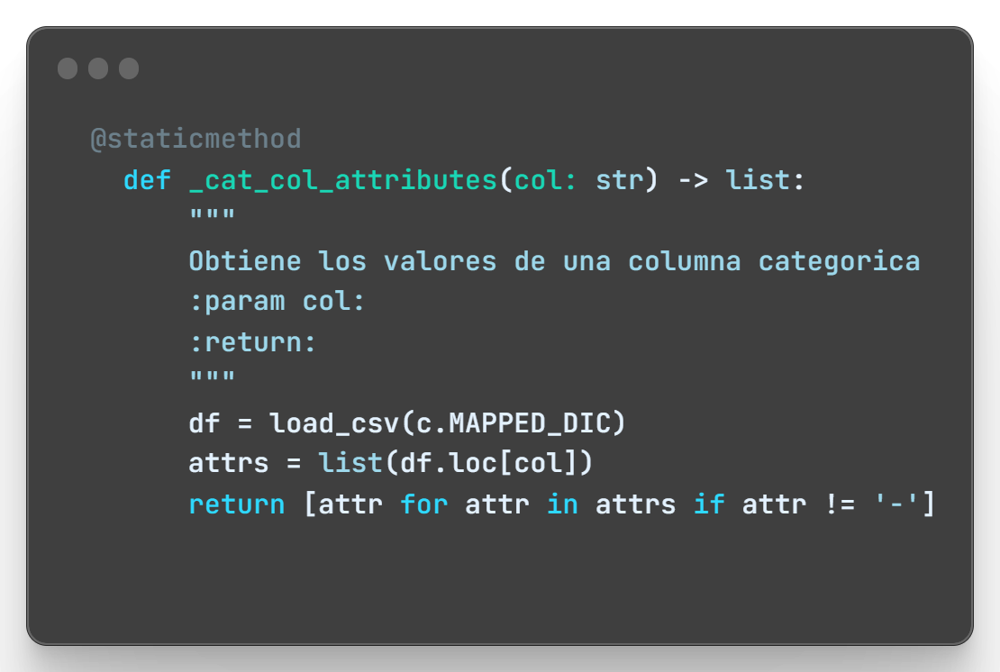 @staticmethod
def _cat_col_attributes(col: str) -> list:
"""
Obtiene los valores de una columna categorica
:param col:
:return:
"""
df = load_csv(c.MAPPED_DIC)
attrs = list(df.loc[col])
return [attr for attr in attrs if attr != '-']